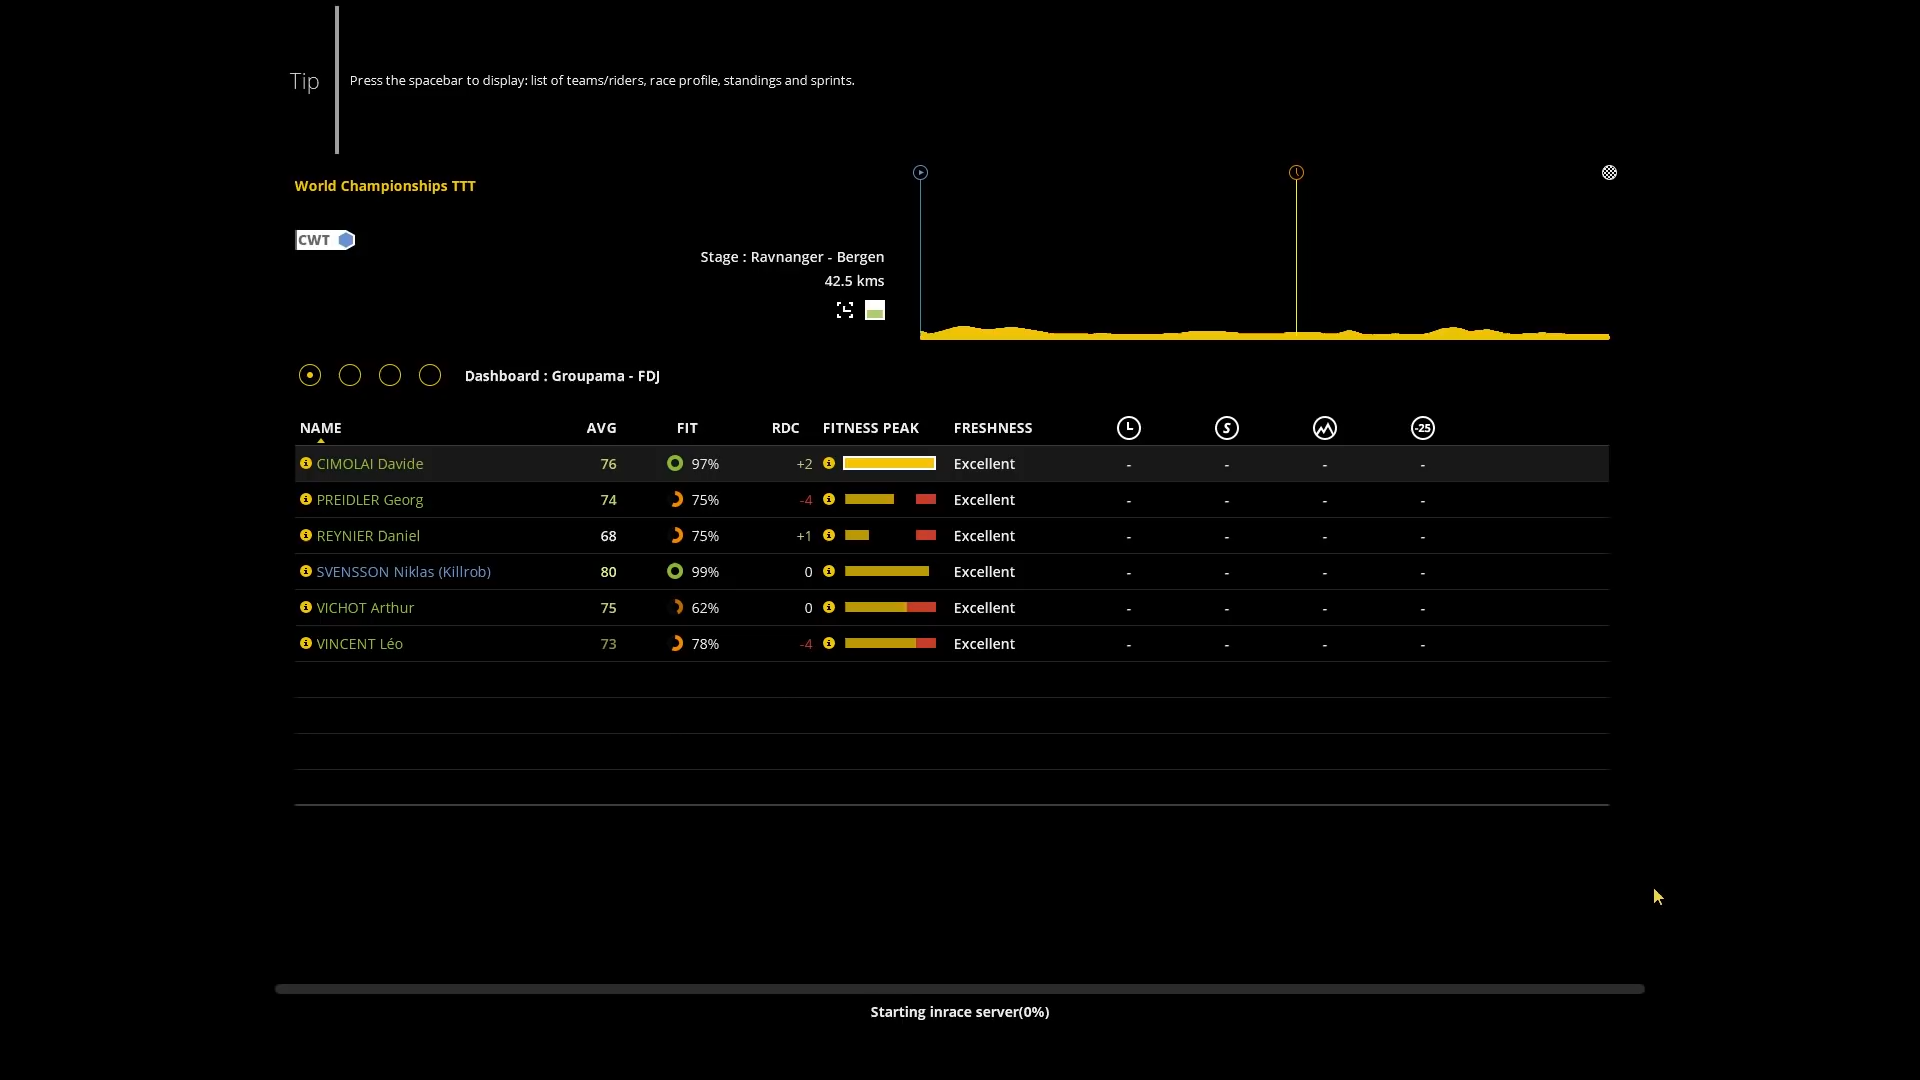 Tip
Press the spacebar to display: list of teams/riders, race profile, standings and sprints.
World Championships TTT
CWT
Stage : Ravnanger - Bergen
42.5 kms
Dashboard : Groupama - FDJ
NAME AVG FIT RDC FITNESS PEAK FRESHNESS S -25
CIMOLAI Davide 76 97% +2 Excellent - - - -
PREIDLER Georg 74 75% -4 Excellent - - - -
REYNIER Daniel 68 75% +1 Excellent - - - -
SVENSSON Niklas (Killrob) 80 99% 0 Excellent - - - -
VICHOT Arthur 75 62% 0 Excellent - - - -
VINCENT Léo 73 78% -4 Excellent - - - -
Starting inrace server(0%)